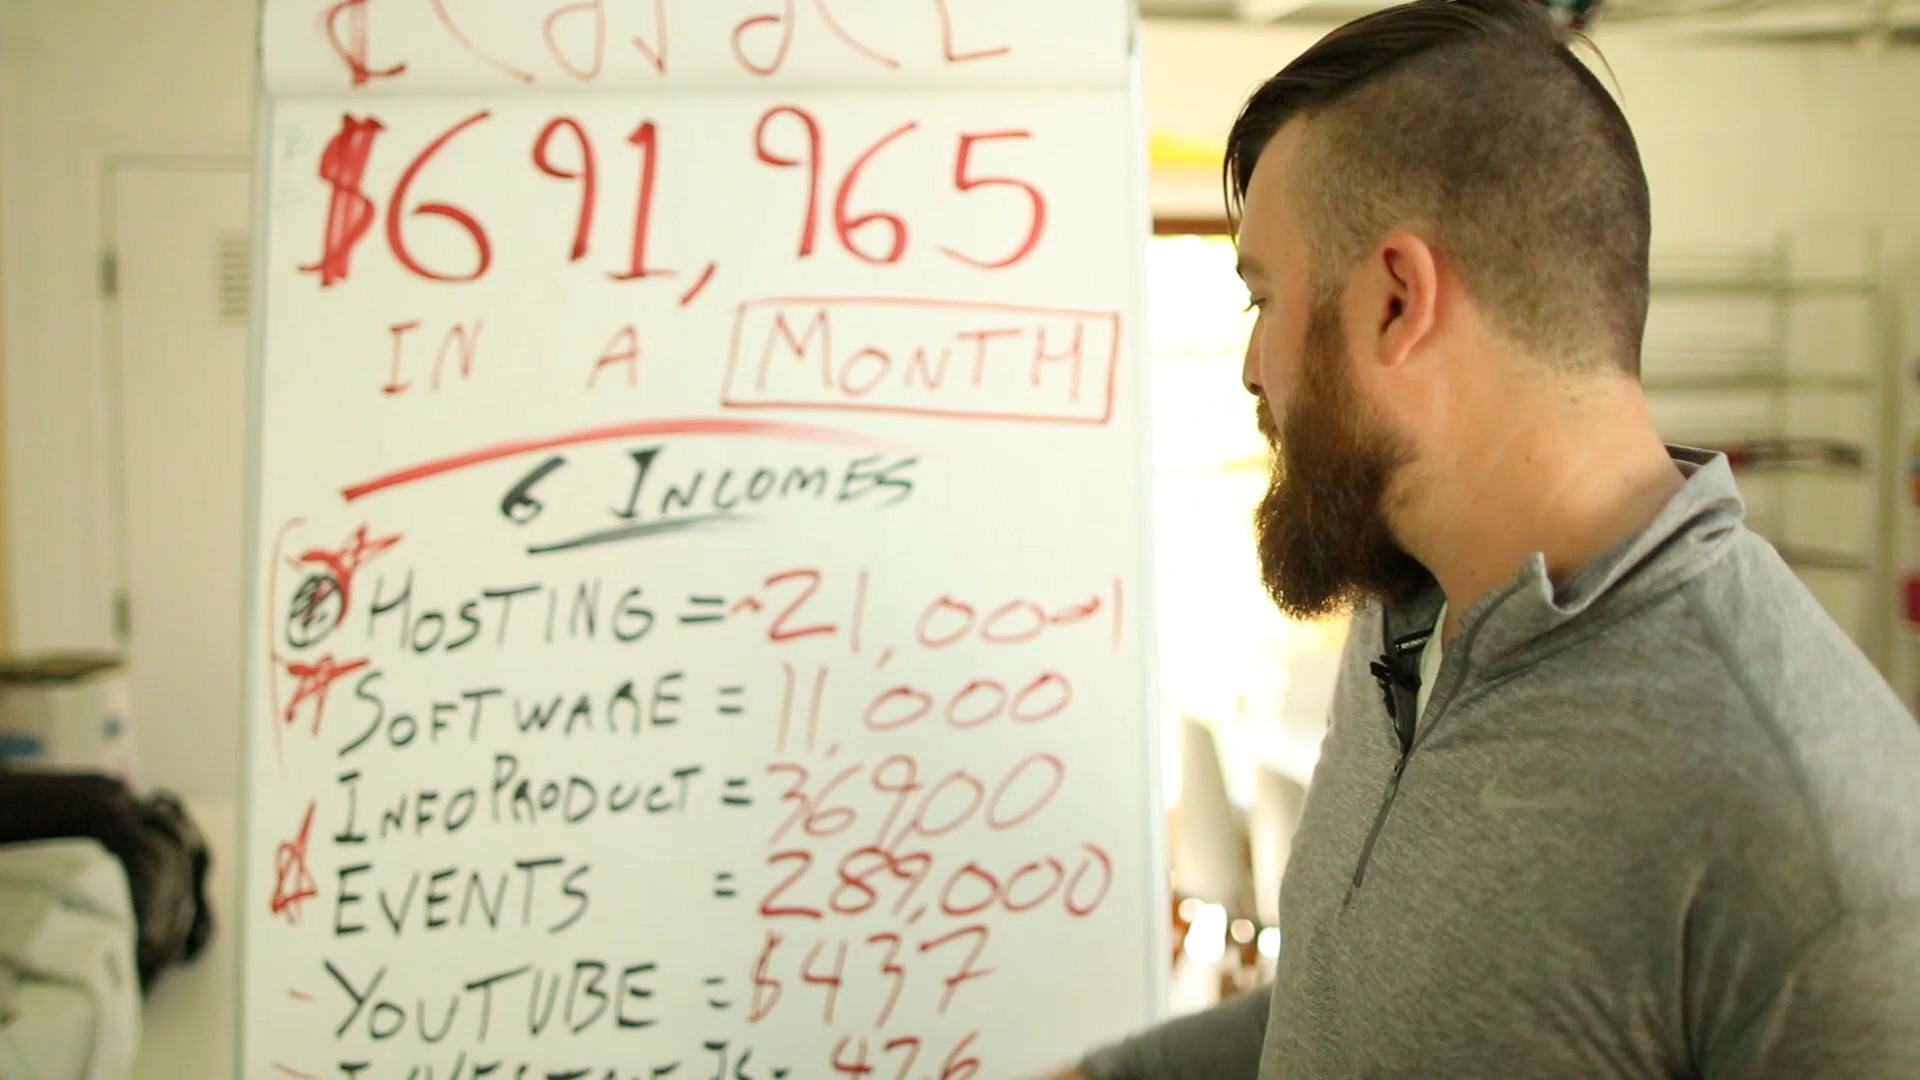 $691,965
IN A MONTH
6 INCOMES
HOSTING = ~21,000
SOFTWARE = 11,000
INFOPRODUCT = 369,00
EVENTS = 289,000
- YOUTUBE = $437